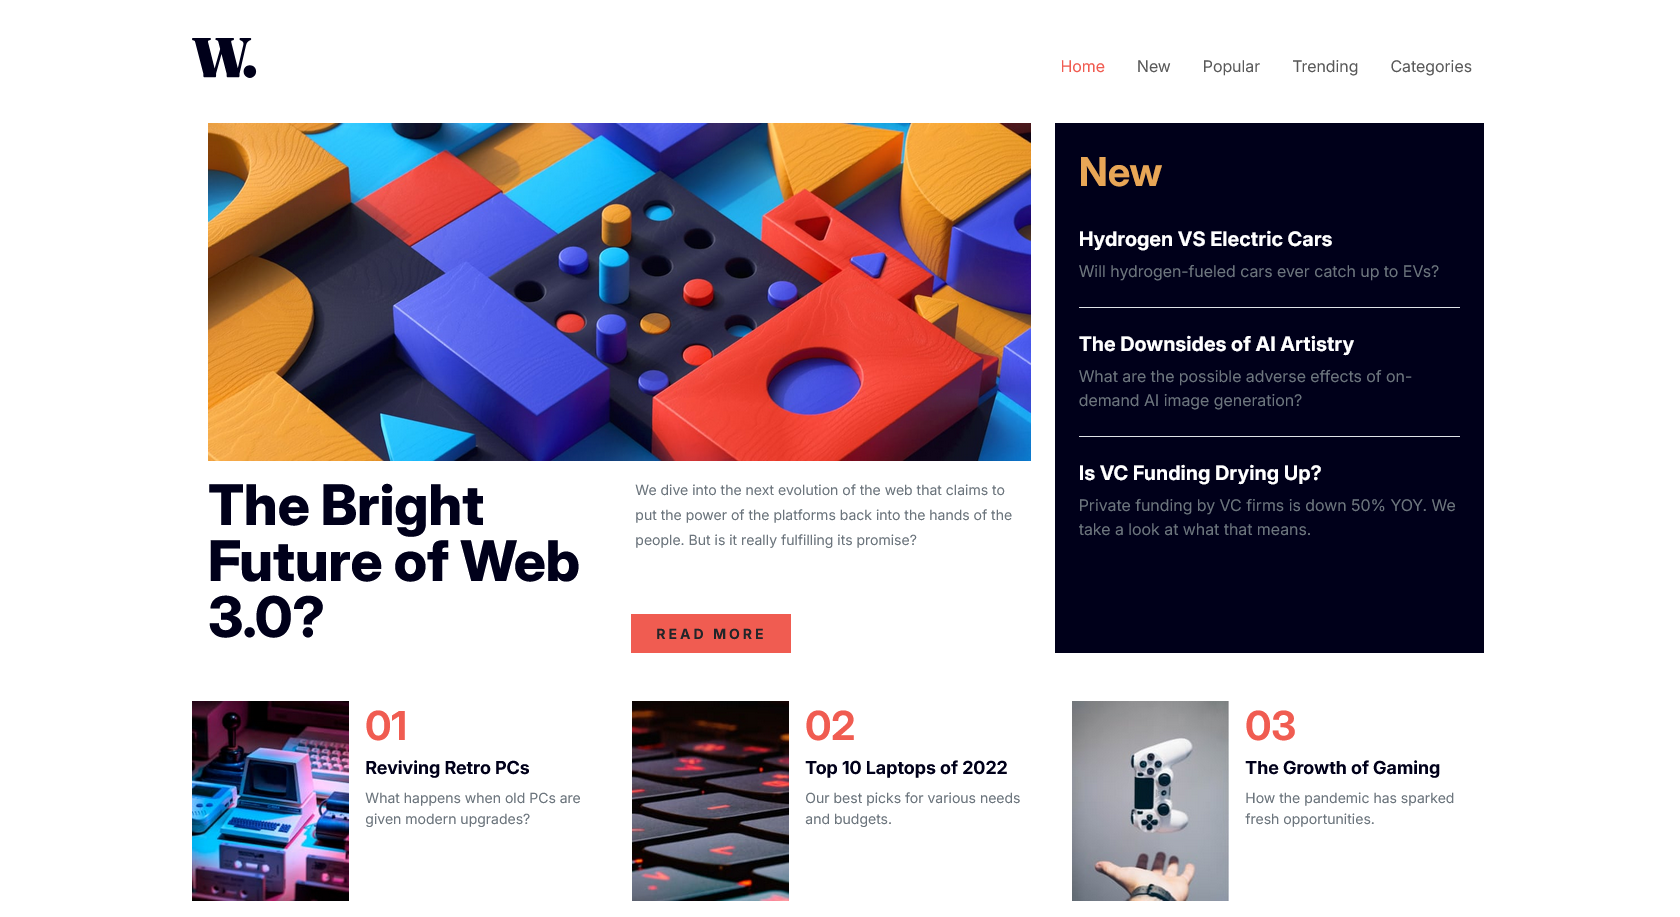 W.
Home New Popular Trending Categories
New
Hydrogen VS Electric Cars
Will hydrogen-fueled cars ever catch up to EVs?
The Downsides of AI Artistry
What are the possible adverse effects of on-
demand AI image generation?
Is VC Funding Drying Up?
Private funding by VC firms is down 50% YOY. We
take a look at what that means.
The Bright
Future of Web
3.0?
We dive into the next evolution of the web that claims to
put the power of the platforms back into the hands of the
people. But is it really fulfilling its promise?
READ MORE
01
Reviving Retro PCs
What happens when old PCs are
given modern upgrades?
02
Top 10 Laptops of 2022
Our best picks for various needs
and budgets.
03
The Growth of Gaming
How the pandemic has sparked
fresh opportunities.